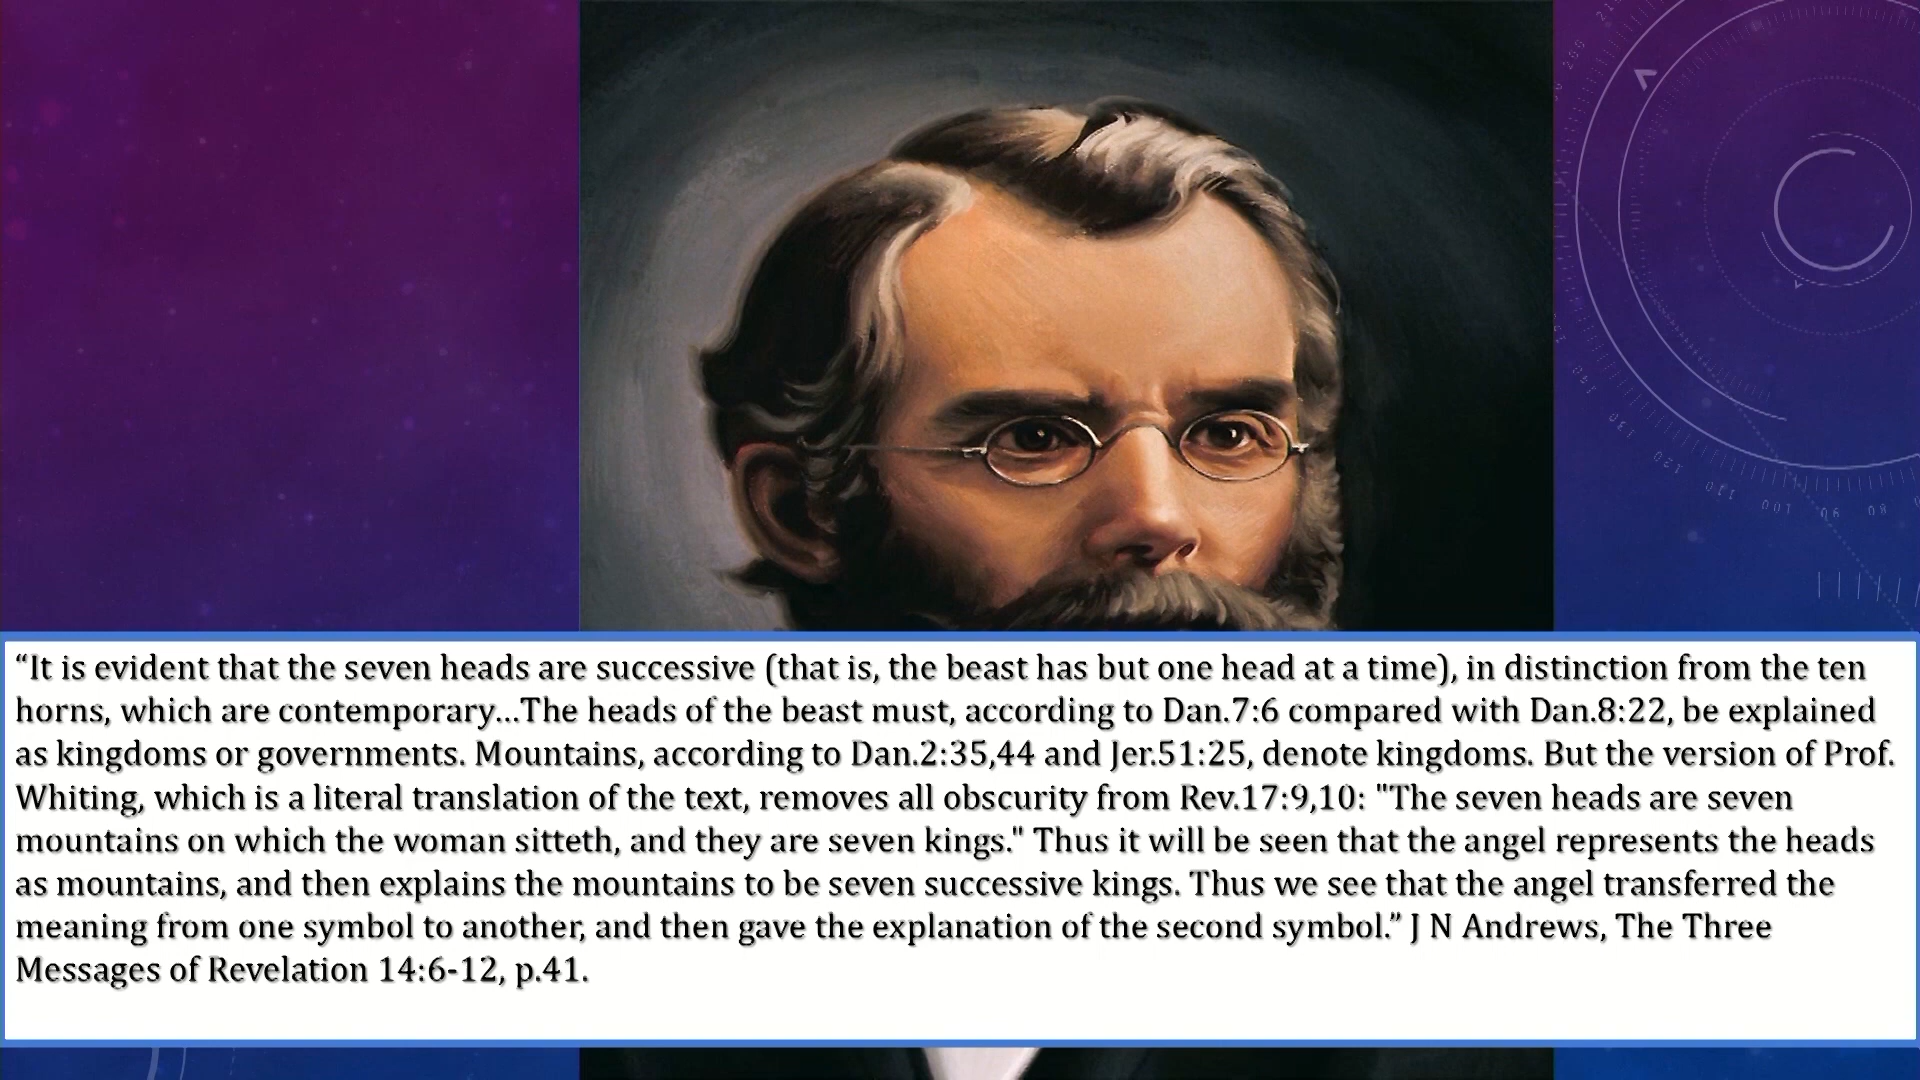 “It is evident that the seven heads are successive (that is, the beast has but one head at a time), in distinction from the ten
horns, which are contemporary...The heads of the beast must, according to Dan.7:6 compared with Dan.8:22, be explained
as kingdoms or governments. Mountains, according to Dan.2:35,44 and Jer.51:25, denote kingdoms. But the version of Prof.
Whiting, which is a literal translation of the text, removes all obscurity from Rev.17:9,10: "The seven heads are seven
mountains on which the woman sitteth, and they are seven kings." Thus it will be seen that the angel represents the heads
as mountains, and then explains the mountains to be seven successive kings. Thus we see that the angel transferred the
meaning from one symbol to another, and then gave the explanation of the second symbol.” J N Andrews, The Three
Messages of Revelation 14:6-12, p.41.
200
140
130
120
110
100
90
80